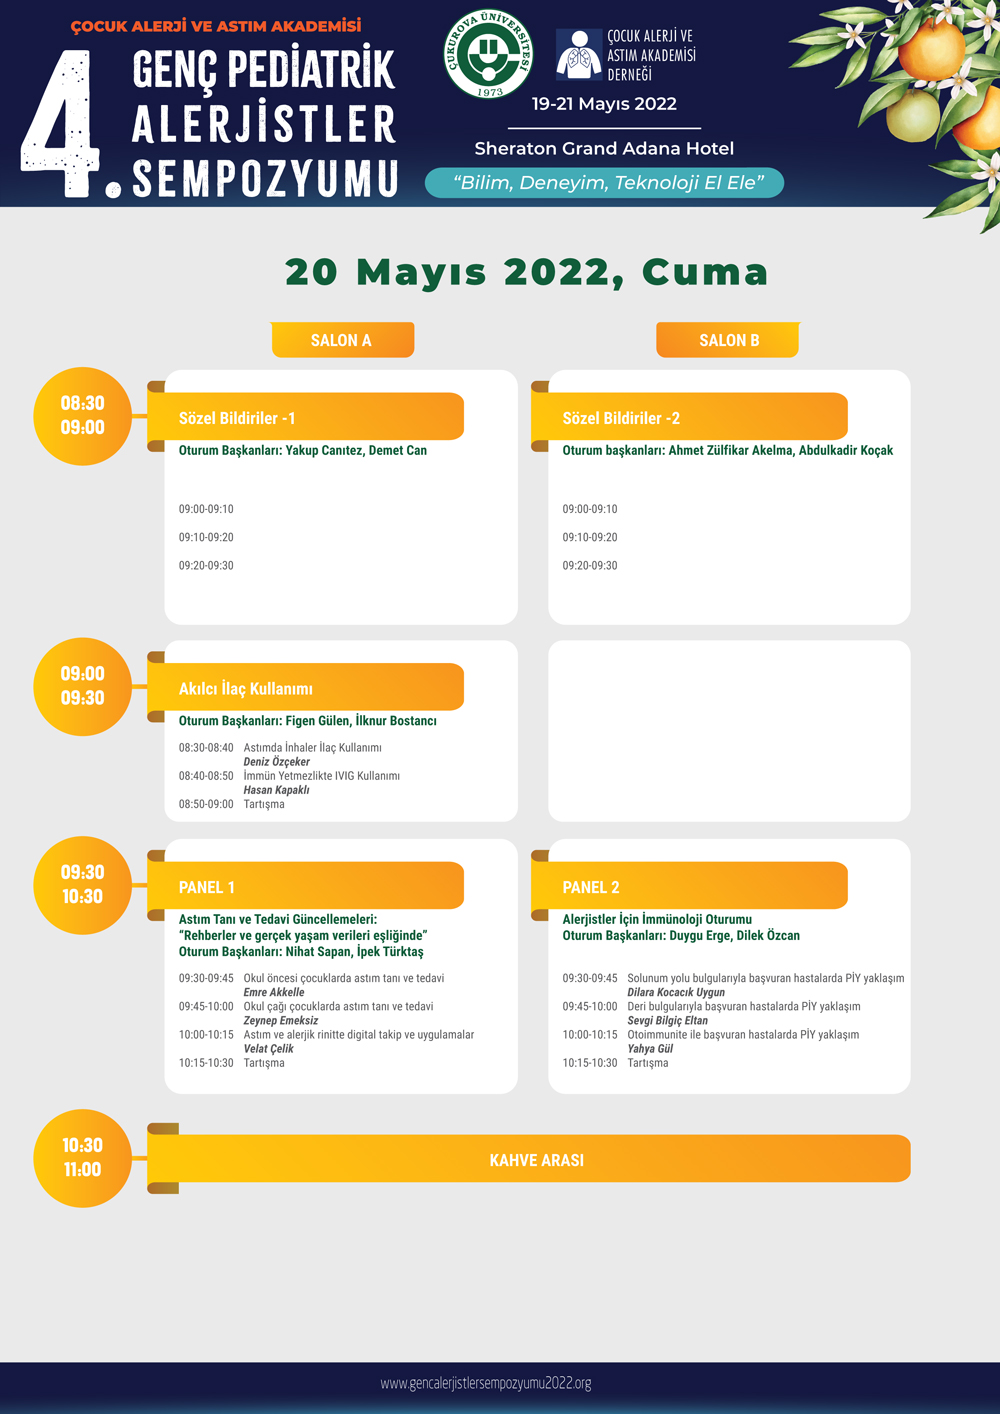 ÇOCUK ALERJİ VE ASTIM AKADEMİSİ
4. GENÇ PEDİATRİK
ALERJİSTLER
SEMPOZYUMU
ÇUKUROVA ÜNİVERSİTESİ
1973
ÇOCUK ALERJİ VE
ASTIM AKADEMİSİ
DERNEĞİ
19-21 Mayıs 2022
Sheraton Grand Adana Hotel
“Bilim, Deneyim, Teknoloji El Ele”
20 Mayıs 2022, Cuma
SALON A
SALON B
08:30
09:00
Sözel Bildiriler -1
Oturum Başkanları: Yakup Canıtez, Demet Can
09:00-09:10
09:10-09:20
09:20-09:30
Sözel Bildiriler -2
Oturum başkanları: Ahmet Zülfikar Akelma, Abdulkadir Koçak
09:00-09:10
09:10-09:20
09:20-09:30
09:00
09:30
Akılcı İlaç Kullanımı
Oturum Başkanları: Figen Gülen, İlknur Bostancı
08:30-08:40 Astımda İnhaler İlaç Kullanımı
Deniz Özçeker
08:40-08:50 İmmün Yetmezlikte IVIG Kullanımı
Hasan Kapaklı
08:50-09:00 Tartışma
09:30
10:30
PANEL 1
Astım Tanı ve Tedavi Güncellemeleri:
“Rehberler ve gerçek yaşam verileri eşliğinde”
Oturum Başkanları: Nihat Sapan, İpek Türktaş
09:30-09:45 Okul öncesi çocuklarda astım tanı ve tedavi
Emre Akkelle
09:45-10:00 Okul çağı çocuklarda astım tanı ve tedavi
Zeynep Emeksiz
10:00-10:15 Astım ve alerjik rinitte digital takip ve uygulamalar
Velat Çelik
10:15-10:30 Tartışma
PANEL 2
Alerjistler İçin İmmünoloji Oturumu
Oturum Başkanları: Duygu Erge, Dilek Özcan
09:30-09:45 Solunum yolu bulgularıyla başvuran hastalarda PİY yaklaşım
Dilara Kocacık Uygun
09:45-10:00 Deri bulgularıyla başvuran hastalarda PİY yaklaşım
Sevgi Bilgiç Eltan
10:00-10:15 Otoimmunite ile başvuran hastalarda PİY yaklaşım
Yahya Gül
10:15-10:30 Tartışma
10:30
11:00
KAHVE ARASI
www.gencalerjistlersempozyumu2022.org